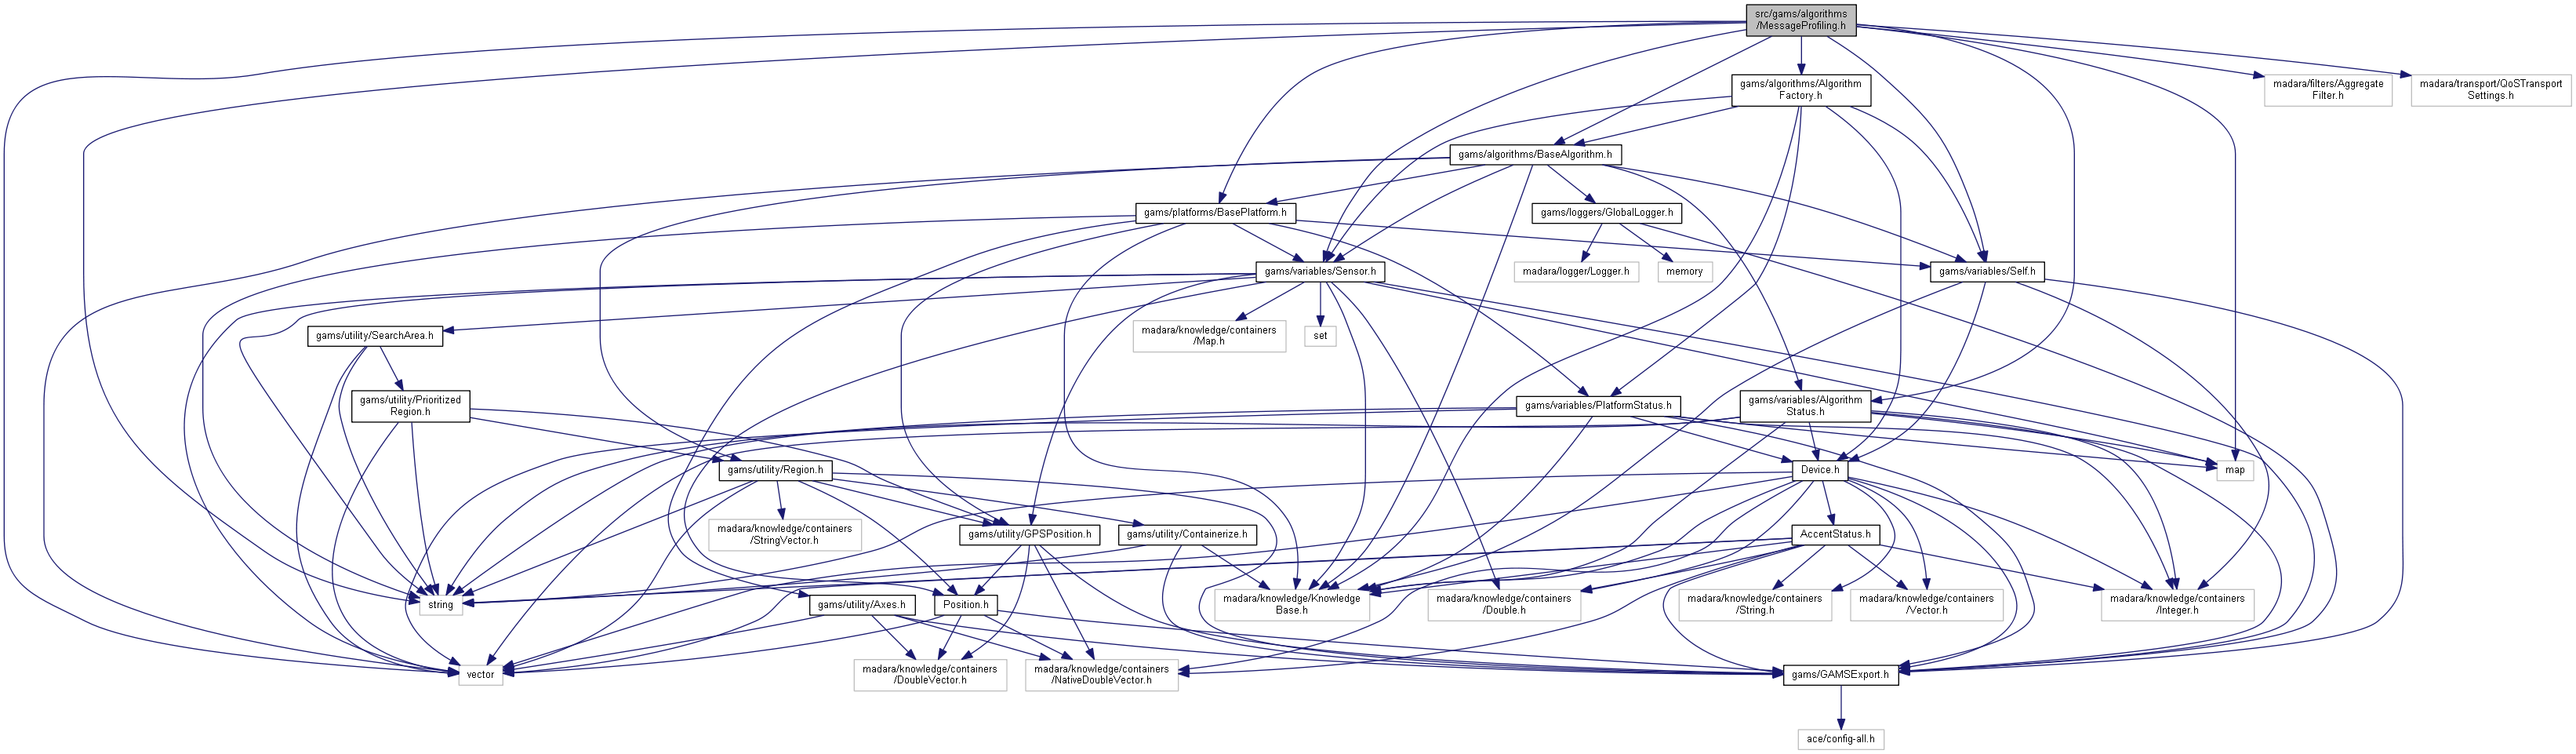 src/gams/algorithms
/MessageProfiling.h
gams/algorithms/Algorithm
Factory.h
madara/filters/Aggregate
Filter.h
madara/transport/QoSTransport
Settings.h
gams/algorithms/BaseAlgorithm.h
gams/platforms/BasePlatform.h
gams/loggers/GlobalLogger.h
gams/variables/Sensor.h
madara/logger/Logger.h
memory
gams/variables/Self.h
gams/utility/SearchArea.h
madara/knowledge/containers
/Map.h
set
gams/utility/Prioritized
Region.h
gams/variables/PlatformStatus.h
gams/variables/Algorithm
Status.h
gams/utility/Region.h
Device.h
map
madara/knowledge/containers
/StringVector.h
gams/utility/GPSPosition.h
gams/utility/Containerize.h
AccentStatus.h
string
gams/utility/Axes.h
Position.h
madara/knowledge/Knowledge
Base.h
madara/knowledge/containers
/Double.h
madara/knowledge/containers
/String.h
madara/knowledge/containers
/Vector.h
madara/knowledge/containers
/Integer.h
vector
madara/knowledge/containers
/DoubleVector.h
madara/knowledge/containers
/NativeDoubleVector.h
gams/GAMSExport.h
ace/config-all.h